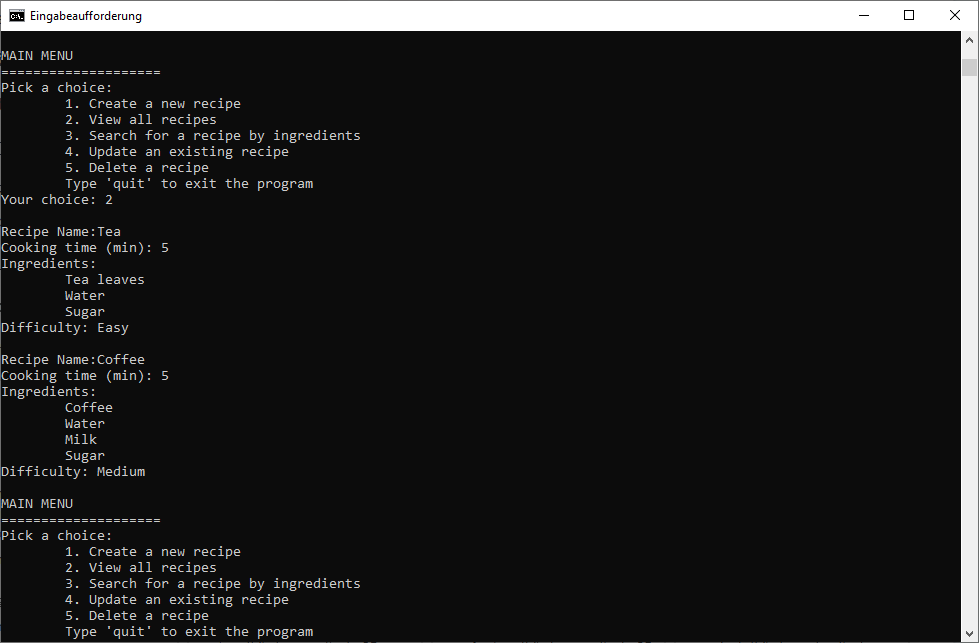 Eingabeaufforderung
MAIN MENU
====================
Pick a choice:
1. Create a new recipe
2. View all recipes
3. Search for a recipe by ingredients
4. Update an existing recipe
5. Delete a recipe
Type 'quit' to exit the program
Your choice: 2
Recipe Name:Tea
Cooking time (min): 5
Ingredients:
Tea leaves
Water
Sugar
Difficulty: Easy
Recipe Name:Coffee
Cooking time (min): 5
Ingredients:
Coffee
Water
Milk
Sugar
Difficulty: Medium
MAIN MENU
====================
Pick a choice:
1. Create a new recipe
2. View all recipes
3. Search for a recipe by ingredients
4. Update an existing recipe
5. Delete a recipe
Type 'quit' to exit the program